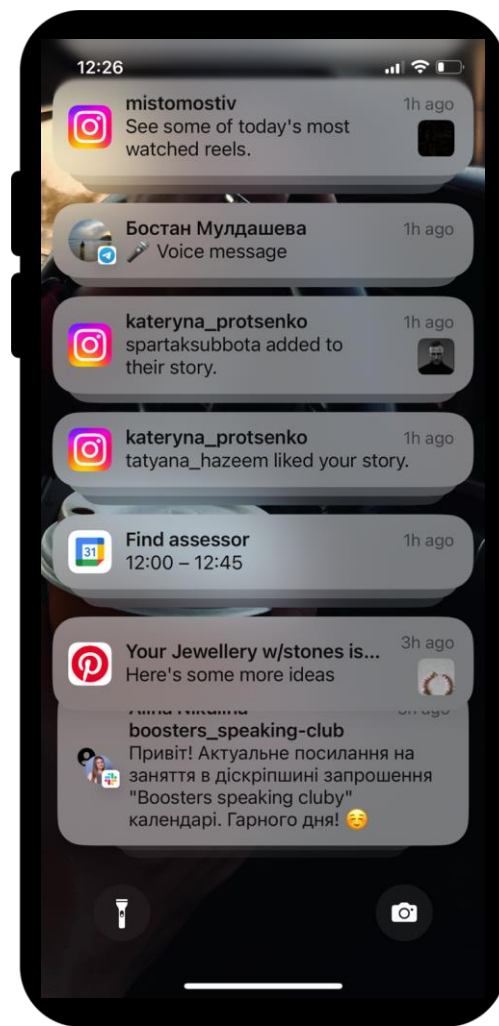 12:26
mistomostiv
1h ago
See some of today's most
watched reels.
Бостан Мулдашева
1h ago
🎤 Voice message
kateryna_protsenko
1h ago
spartaksubbota added to
their story.
kateryna_protsenko
1h ago
tatyana_hazeem liked your story.
31
Find assessor
1h ago
12:00 – 12:45
Your Jewellery w/stones is...
3h ago
Here's some more ideas
ago
boosters_speaking-club
Привіт! Актуальне посилання на
заняття в діскріпшині запрошення
"Boosters speaking cluby"
календарі. Гарного дня! ☺️